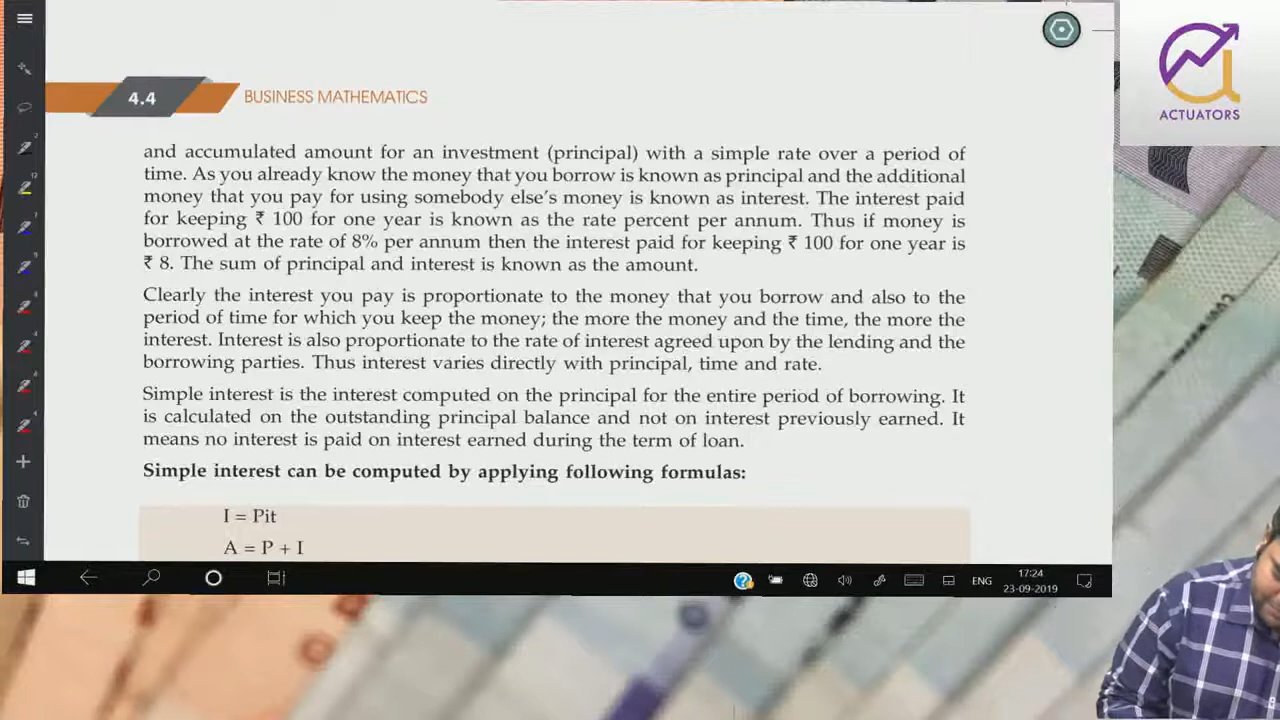 4.4
BUSINESS MATHEMATICS
ACTUATORS
and accumulated amount for an investment (principal) with a simple rate over a period of
time. As you already know the money that you borrow is known as principal and the additional
money that you pay for using somebody else's money is known as interest. The interest paid
for keeping ₹ 100 for one year is known as the rate percent per annum. Thus if money is
borrowed at the rate of 8% per annum then the interest paid for keeping ₹ 100 for one year is
₹ 8. The sum of principal and interest is known as the amount.
Clearly the interest you pay is proportionate to the money that you borrow and also to the
period of time for which you keep the money; the more the money and the time, the more the
interest. Interest is also proportionate to the rate of interest agreed upon by the lending and the
borrowing parties. Thus interest varies directly with principal, time and rate.
Simple interest is the interest computed on the principal for the entire period of borrowing. It
is calculated on the outstanding principal balance and not on interest previously earned. It
means no interest is paid on interest earned during the term of loan.
Simple interest can be computed by applying following formulas:
I = Pit
A = P + I
ENG
17:24
23-09-2019